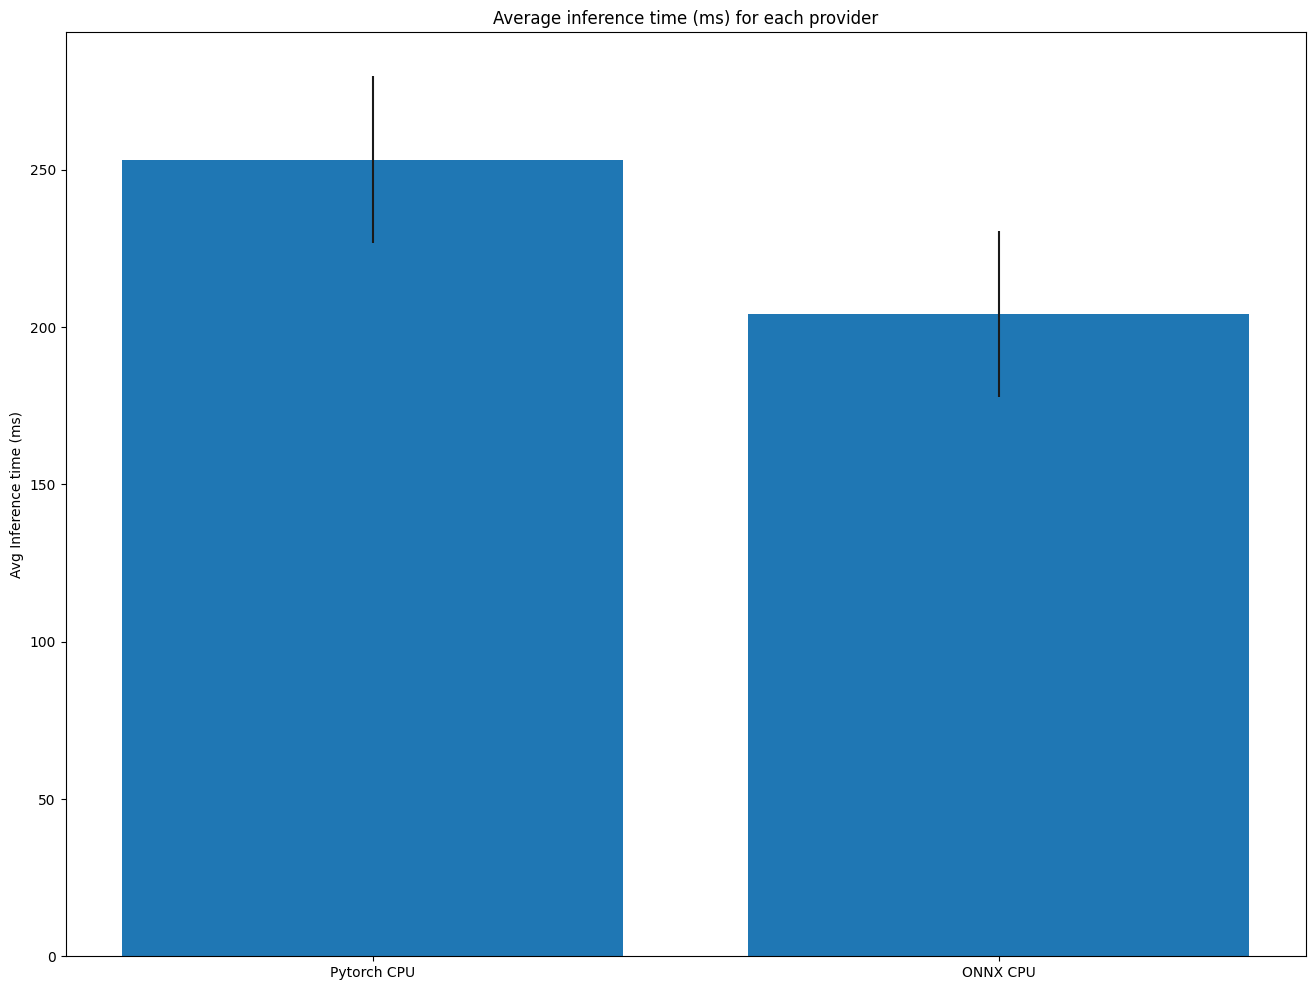 Average inference time (ms) for each provider
Avg Inference time (ms)
250
200
150
100
50
0
Pytorch CPU
ONNX CPU